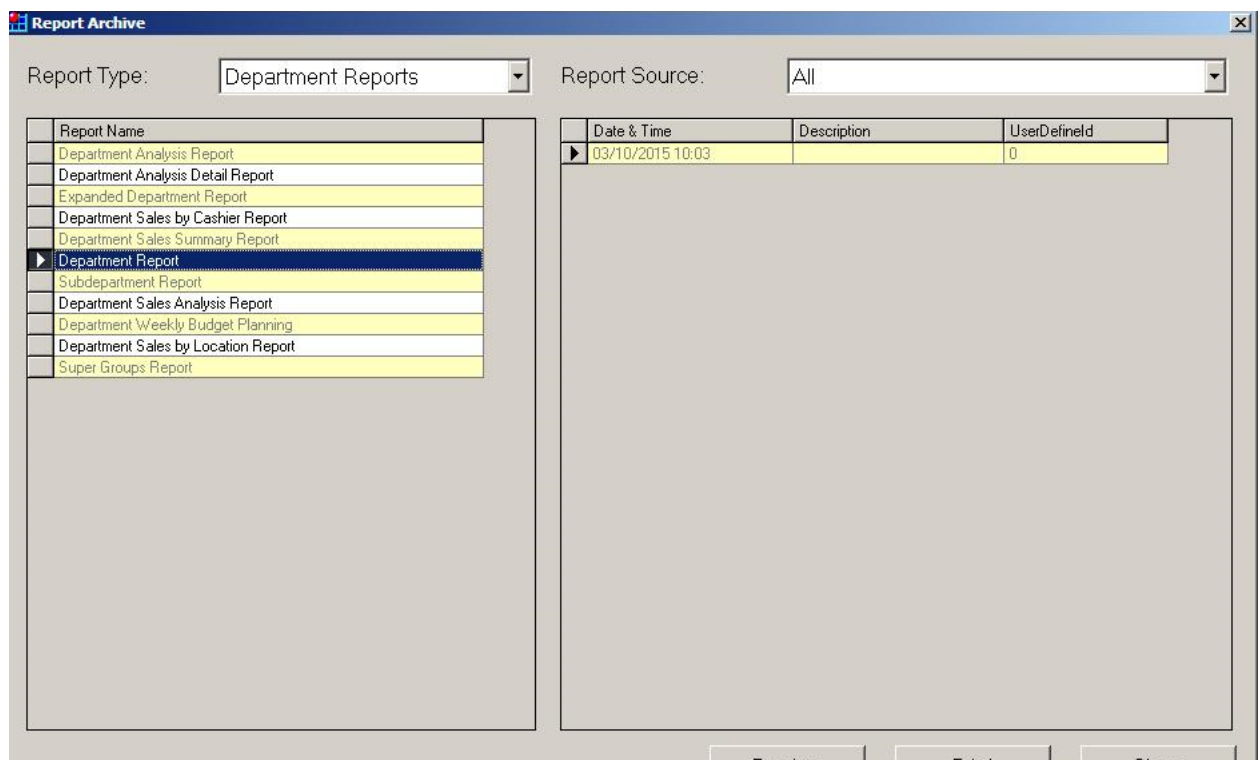 Report Archive
Report Type: Department Reports Report Source: All
Report Name
Department Analysis Report
Department Analysis Detail Report
Expanded Department Report
Department Sales by Cashier Report
Department Sales Summary Report
Department Report
Subdepartment Report
Department Sales Analysis Report
Department Weekly Budget Planning
Department Sales by Location Report
Super Groups Report
Date & Time Description UserDefineId
03/10/2015 10:03 0